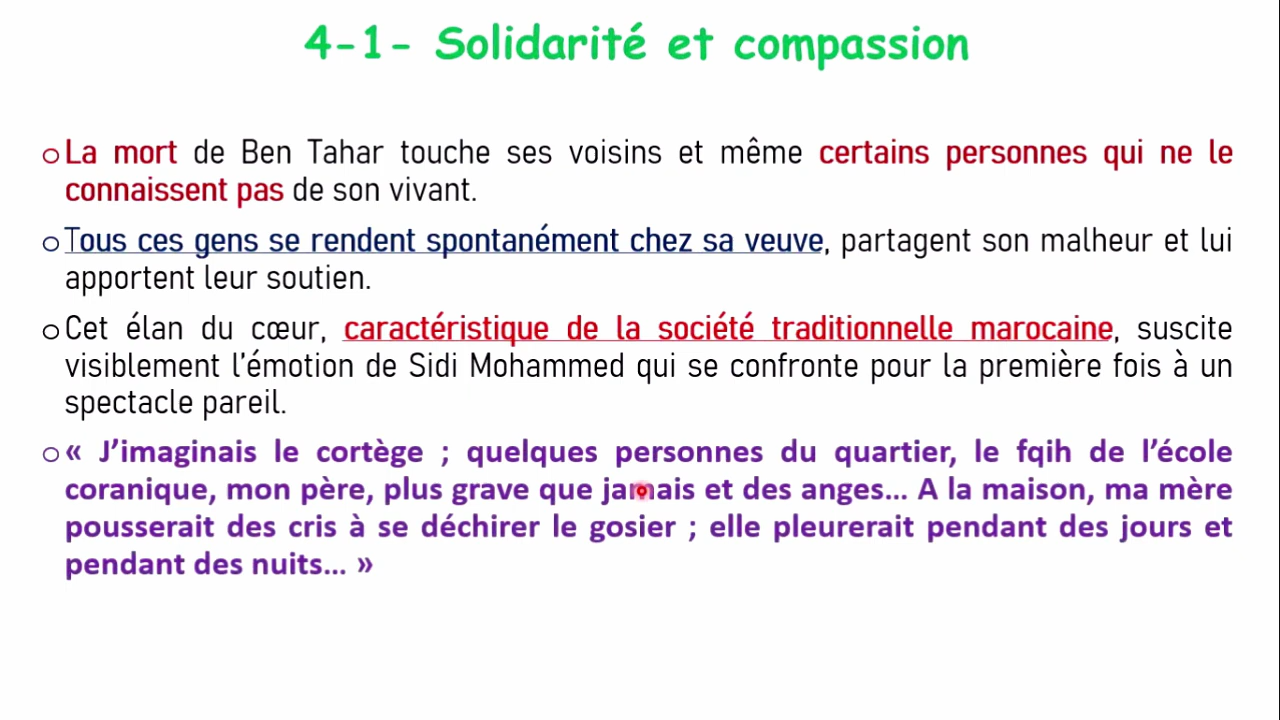 4-1- Solidarité et compassion
o La mort de Ben Tahar touche ses voisins et même certains personnes qui ne le
connaissent pas de son vivant.
o Tous ces gens se rendent spontanément chez sa veuve, partagent son malheur et lui
apportent leur soutien.
o Cet élan du cœur, caractéristique de la société traditionnelle marocaine, suscite
visiblement l’émotion de Sidi Mohammed qui se confronte pour la première fois à un
spectacle pareil.
o « J’imaginais le cortège ; quelques personnes du quartier, le fqih de l’école
coranique, mon père, plus grave que jamais et des anges... A la maison, ma mère
pousserait des cris à se déchirer le gosier ; elle pleurerait pendant des jours et
pendant des nuits... »